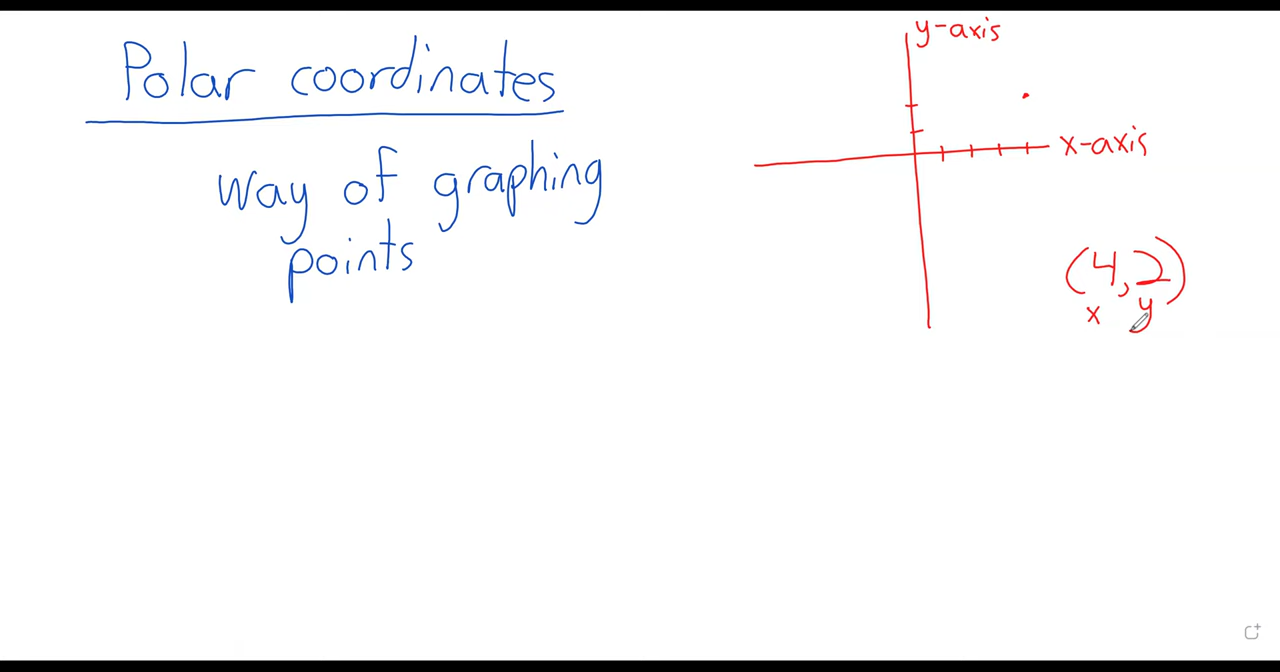 Polar coordinates
way of graphing
points
y-axis
x-axis
(4,2)
x y